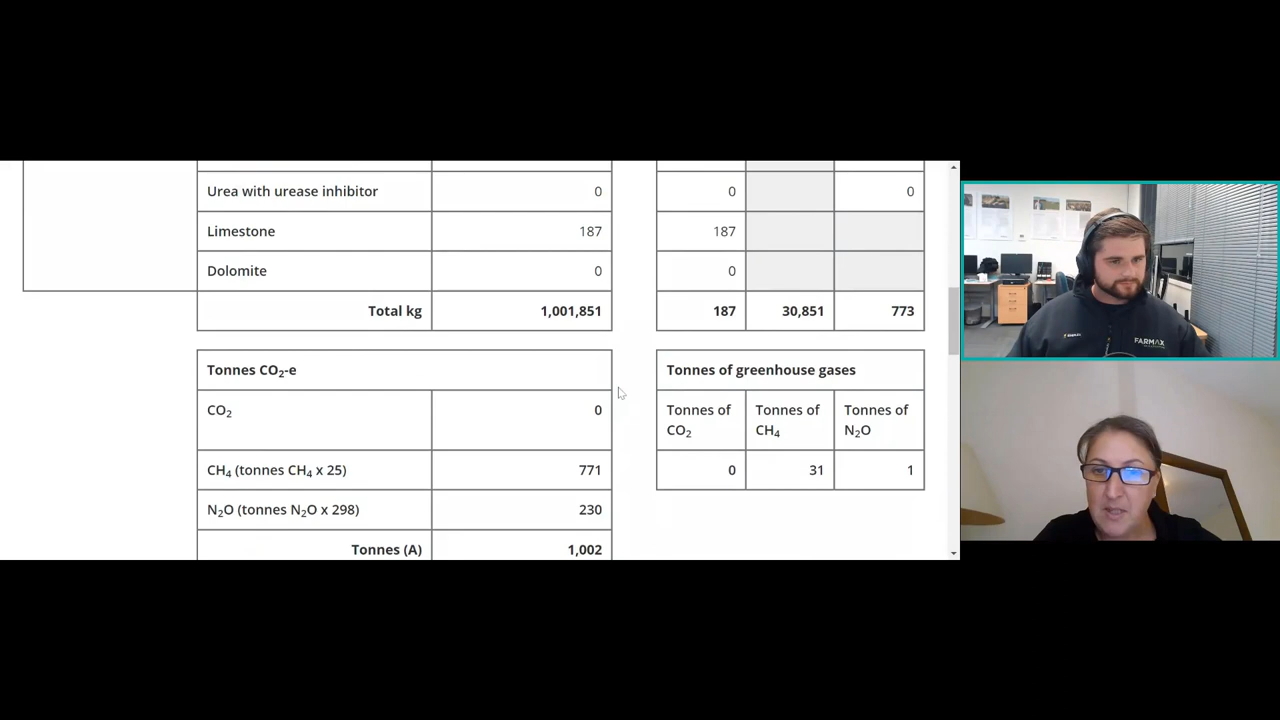 Urea with urease inhibitor 0 0 0
Limestone 187 187
Dolomite 0 0
Total kg 1,001,851 187 30,851 773
Tonnes CO₂-e
CO₂ 0
CH₄ (tonnes CH₄ x 25) 771
N₂O (tonnes N₂O x 298) 230
Tonnes (A) 1,002
Tonnes of greenhouse gases
Tonnes of CO₂
Tonnes of CH₄
Tonnes of N₂O
0 31 1
FARMAX